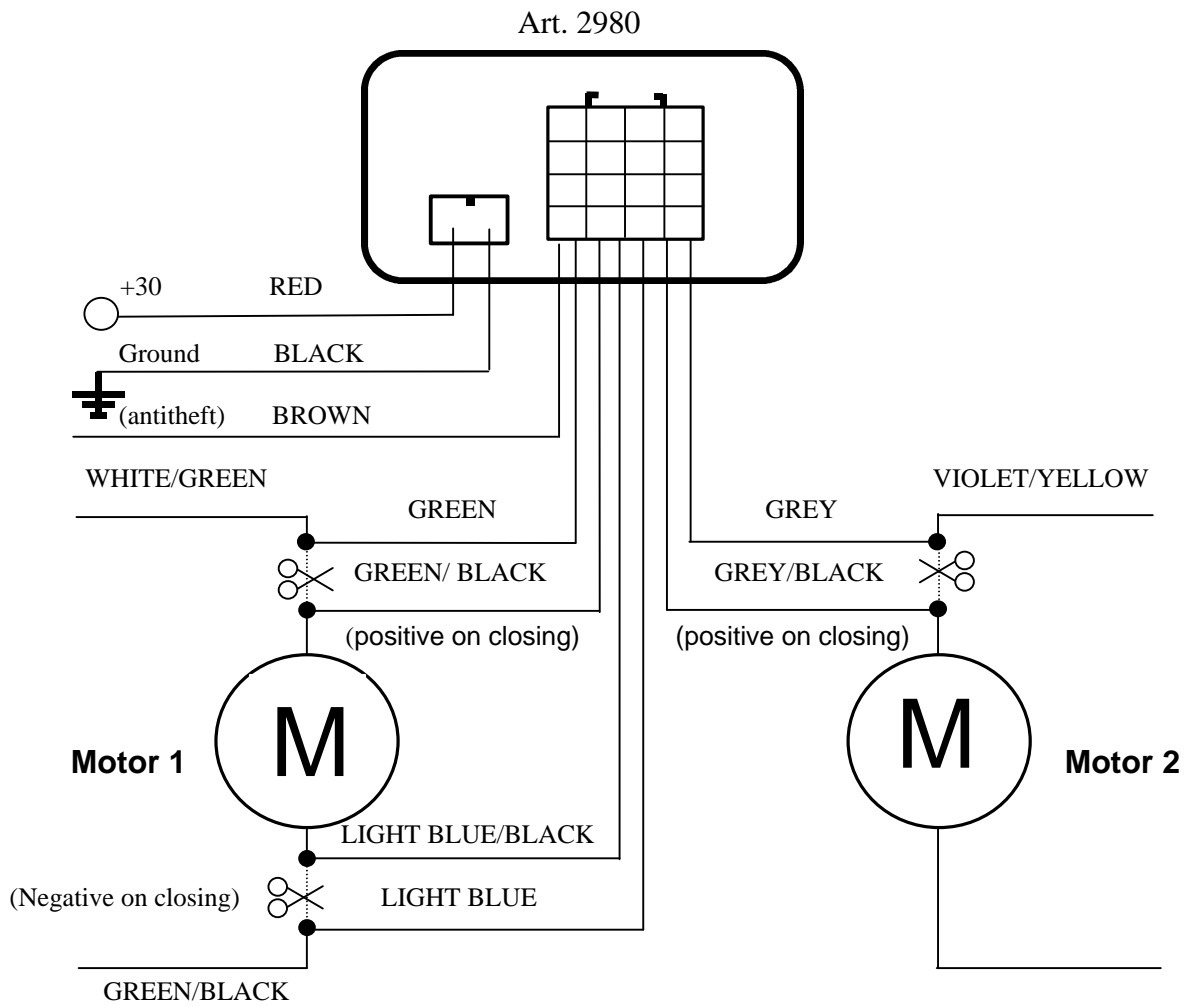 Art. 2980
+30 RED
Ground BLACK
(antitheft) BROWN
WHITE/GREEN
VIOLET/YELLOW
GREEN
GREY
GREEN/ BLACK
GREY/BLACK
(positive on closing)
(positive on closing)
M
M
Motor 1
Motor 2
LIGHT BLUE/BLACK
(Negative on closing)
LIGHT BLUE
GREEN/BLACK